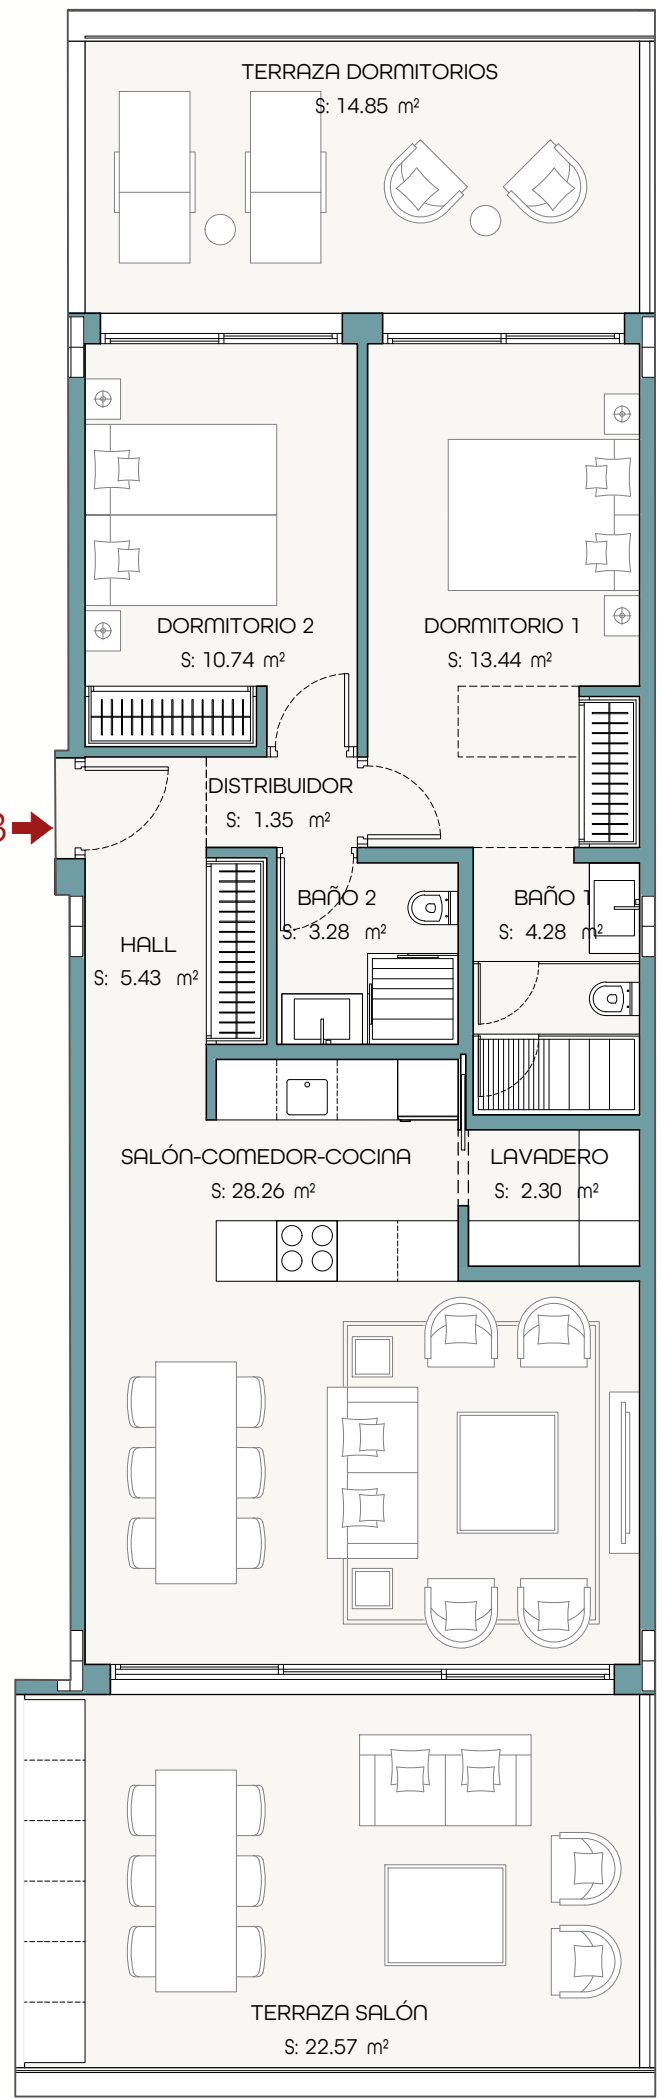 TERRAZA DORMITORIOS
S: 14.85 m²
DORMITORIO 2
S: 10.74 m²
DORMITORIO 1
S: 13.44 m²
DISTRIBUIDOR
S: 1.35 m²
BAÑO 2
S: 3.28 m²
BAÑO 1
S: 4.28 m²
HALL
S: 5.43 m²
SALÓN-COMEDOR-COCINA
S: 28.26 m²
LAVADERO
S: 2.30 m²
TERRAZA SALÓN
S: 22.57 m²